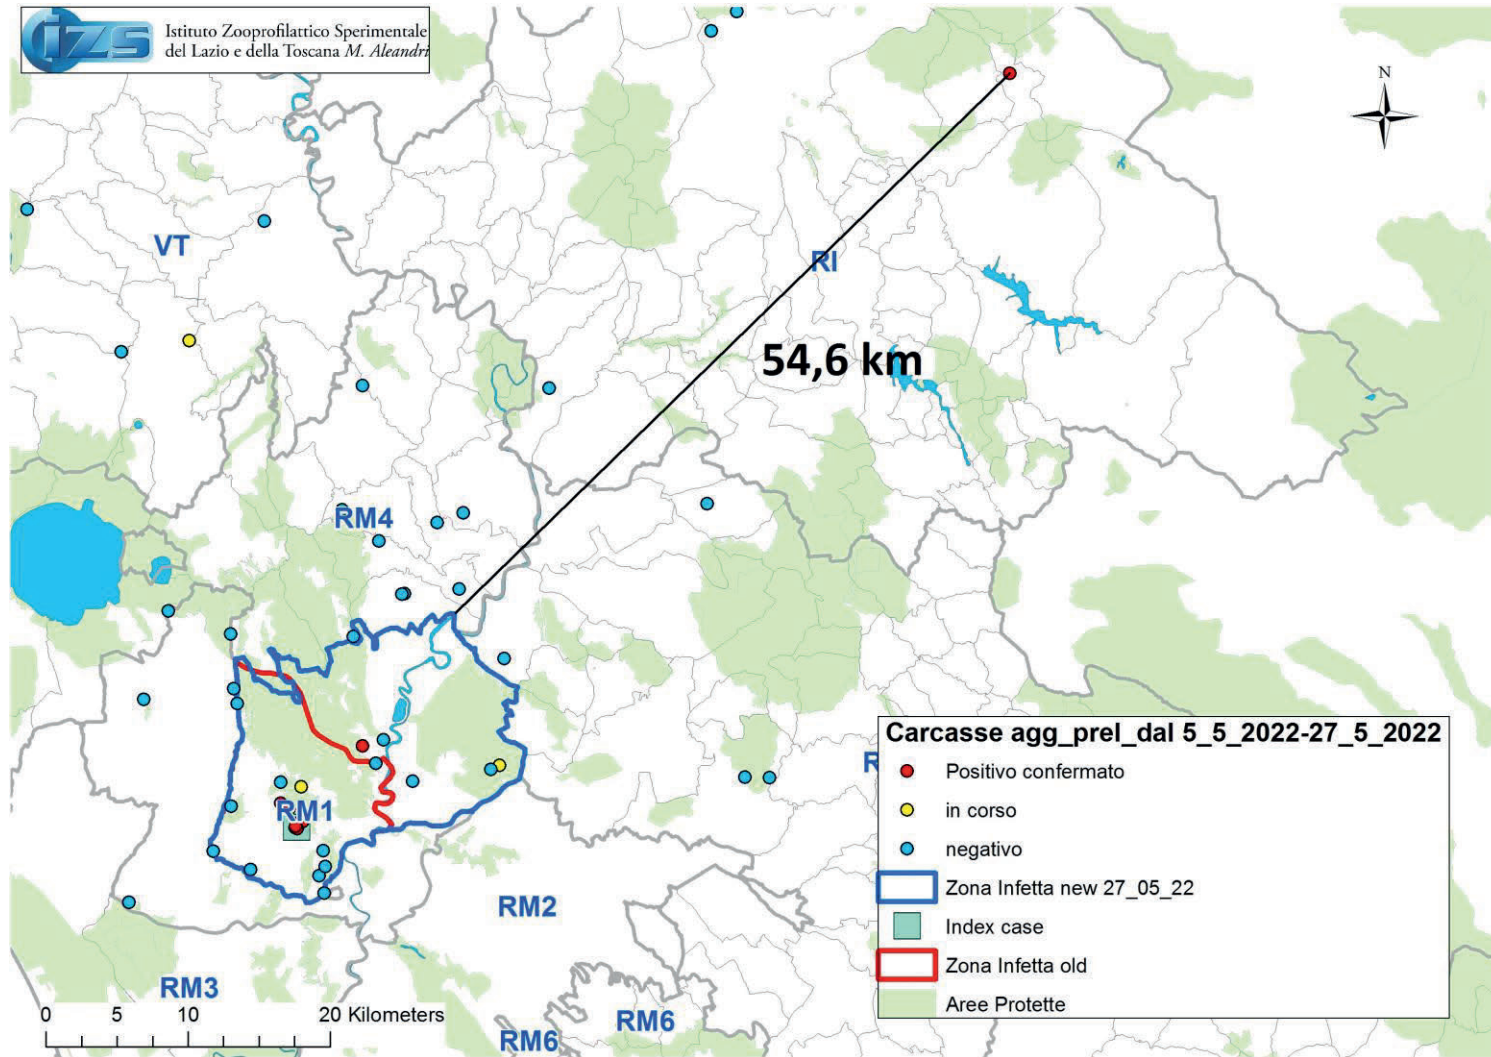 izs
Istituto Zooprofilattico Sperimentale
del Lazio e della Toscana M. Aleandri
N
VT
RI
54,6 km
RM4
RM1
RM2
RM3
RM6
RM6
0 5 10 20 Kilometers
Carcasse agg_prel_dal 5_5_2022-27_5_2022
Positivo confermato
in corso
negativo
Zona Infetta new 27_05_22
Index case
Zona Infetta old
Aree Protette